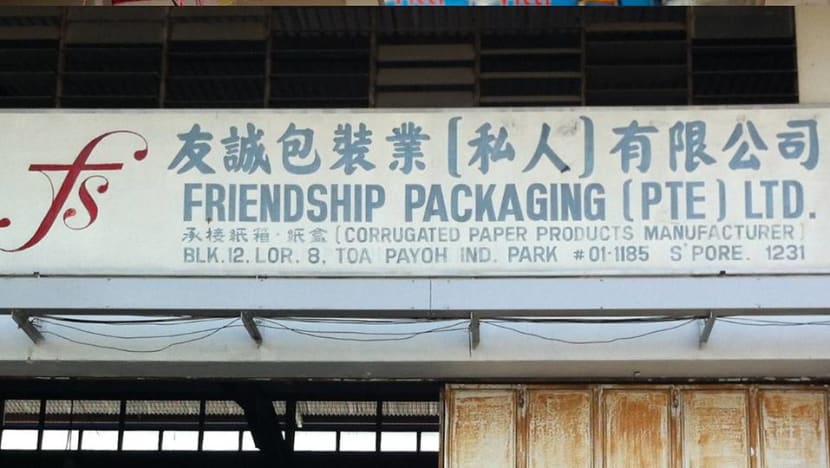 fs
友誠包裝業(私人)有限公司
FRIENDSHIP PACKAGING (PTE) LTD.
承接紙箱·紙盒 (CORRUGATED PAPER PRODUCTS MANUFACTURER)
BLK.12. LOR. 8. TOA PAYOH IND. PARK #01-1185 S'PORE. 1231